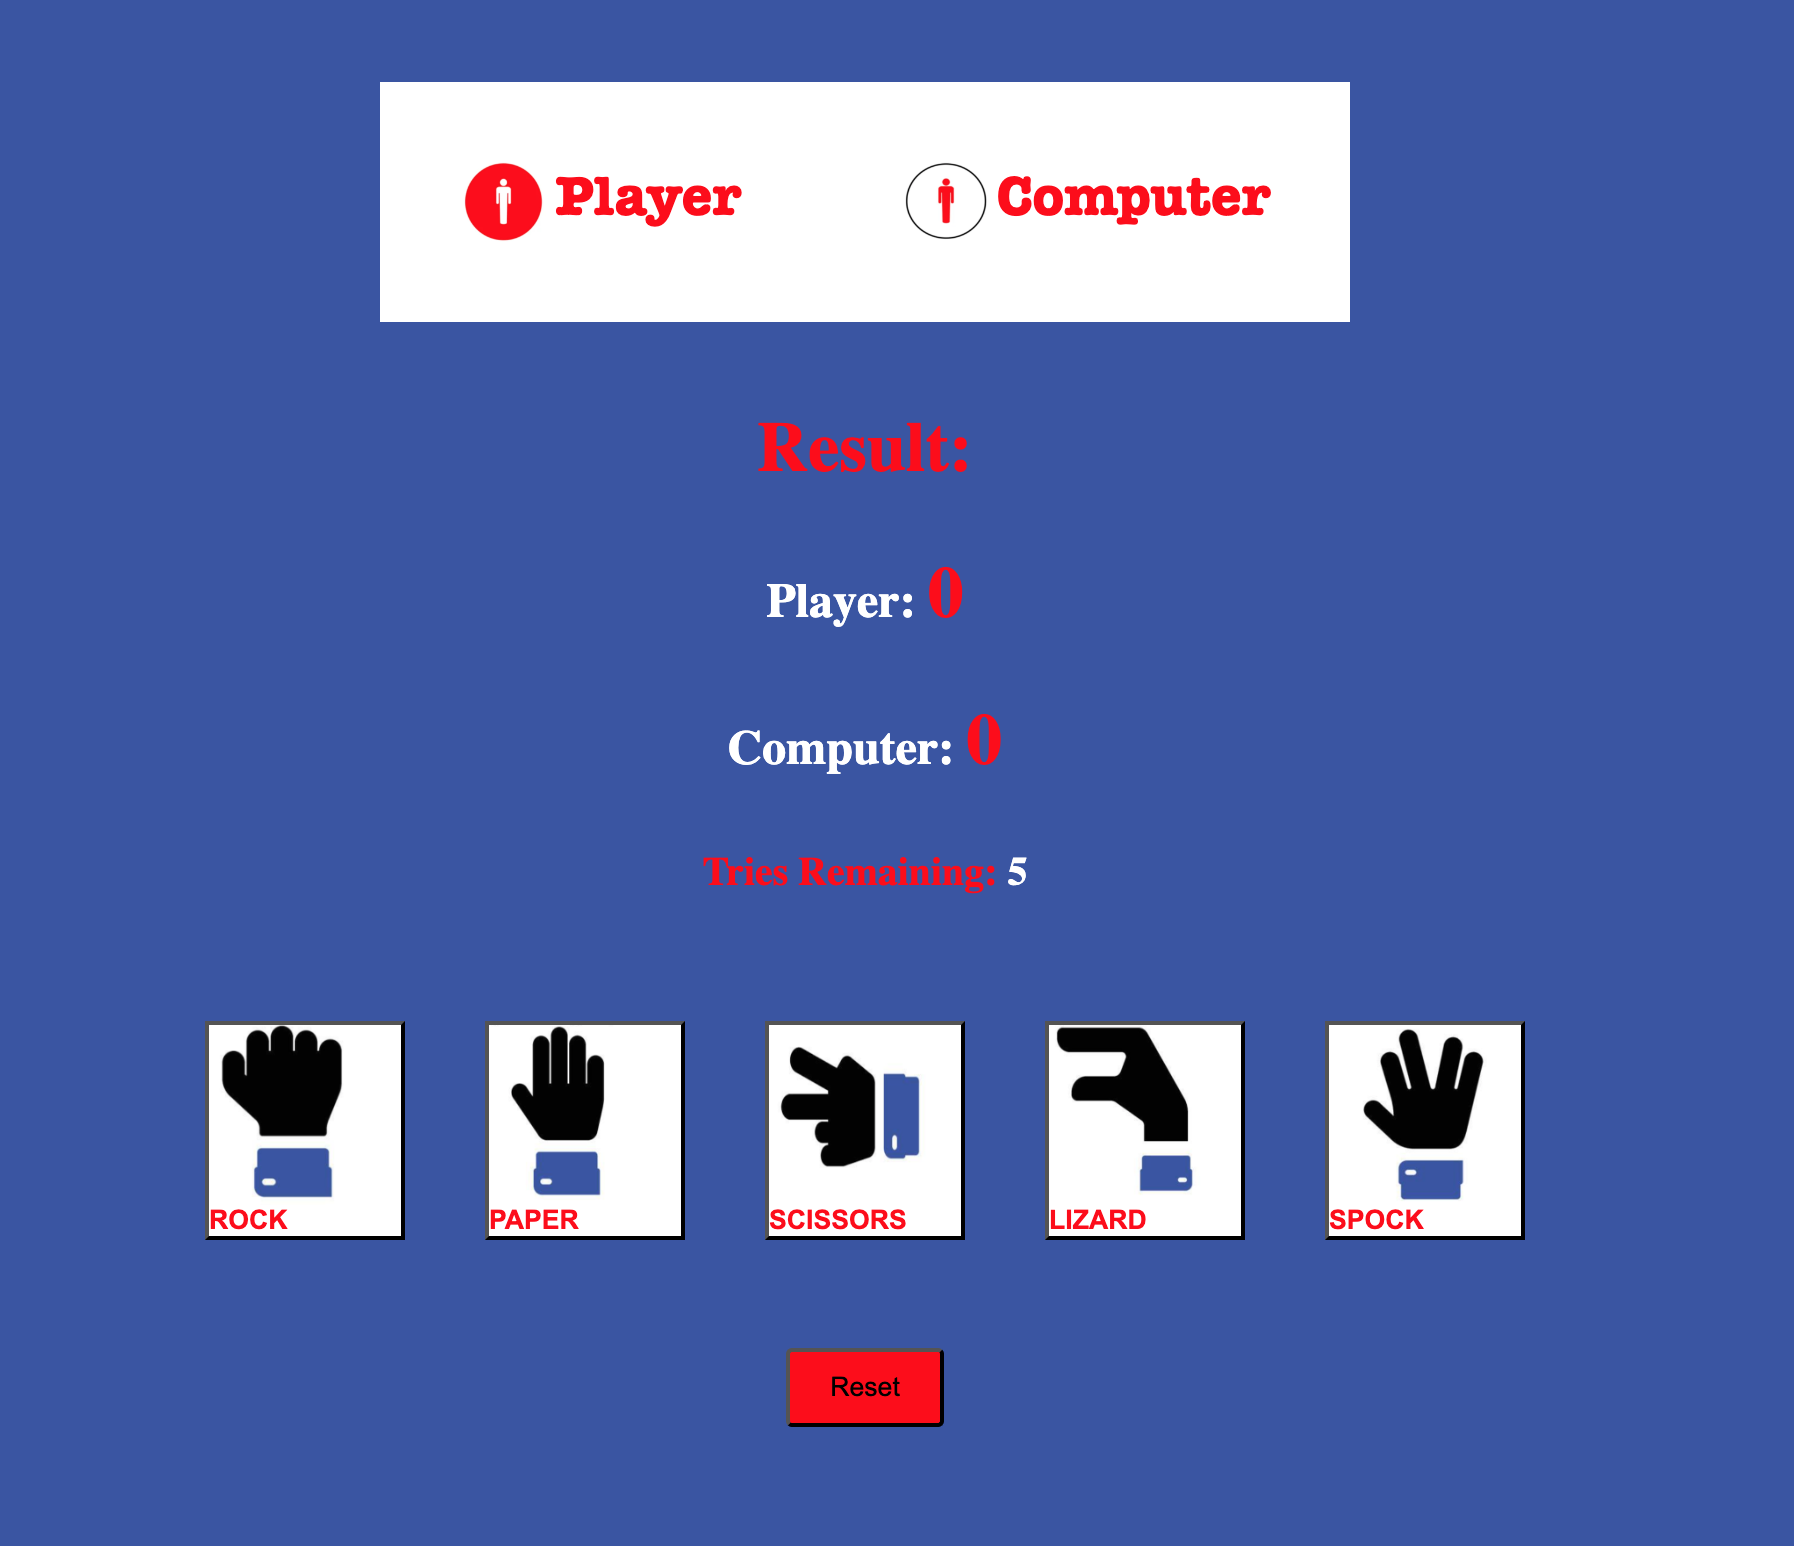 Player Computer
Result:
Player: 0
Computer: 0
Tries Remaining: 5
ROCK PAPER SCISSORS LIZARD SPOCK
Reset